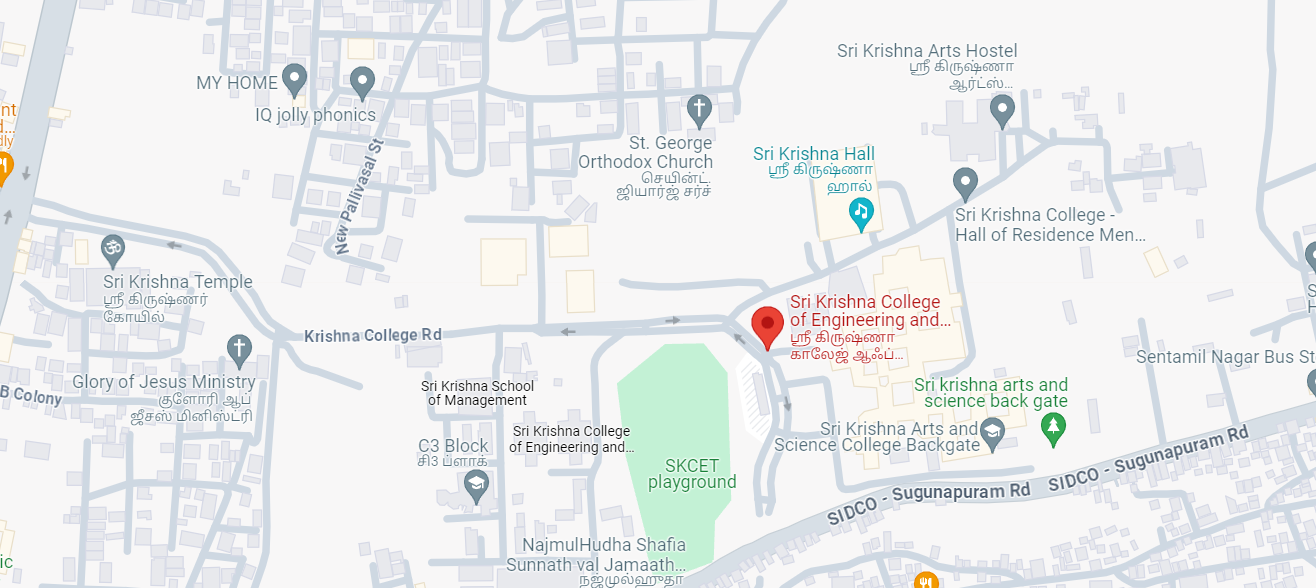 Sri Krishna Arts Hostel
ஸ்ரீ கிருஷ்ணா
ஆர்ட்ஸ்...
MY HOME
IQ jolly phonics
New Pallivasal St
St. George
Orthodox Church
செயின்ட்
ஜியார்ஜ் சர்ச்
Sri Krishna Hall
ஸ்ரீ கிருஷ்ணா
ஹால்
Sri Krishna College -
Hall of Residence Men...
Sri Krishna Temple
ஸ்ரீ கிருஷ்ணர்
கோயில்
Krishna College Rd
Sri Krishna College
of Engineering and...
ஸ்ரீ கிருஷ்ணா
காலேஜ் ஆஃப்...
Sentamil Nagar Bus St
Glory of Jesus Ministry
குளோரி ஆப்
ஜீசஸ் மினிஸ்ட்ரி
B Colony
Sri Krishna School
of Management
Sri Krishna College
of Engineering and...
C3 Block
சி3 ப்ளாக்
Sri krishna arts and
science back gate
Sri Krishna Arts and
Science College Backgate
SKCET
playground
SIDCO - Sugunapuram Rd
SIDCO - Sugunapuram Rd
NajmulHudha Shafia
Sunnath val Jamaath...
நஜ்முல்ஹுதா